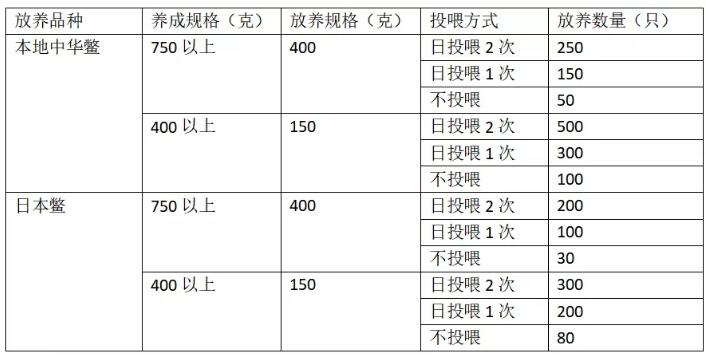 放养品种 养成规格（克） 放养规格（克） 投喂方式 放养数量（只）
本地中华鳖 750 以上 400 日投喂 2 次 250
日投喂 1 次 150
不投喂 50
400 以上 150 日投喂 2 次 500
日投喂 1 次 300
不投喂 100
日本鳖 750 以上 400 日投喂 2 次 200
日投喂 1 次 100
不投喂 30
400 以上 150 日投喂 2 次 300
日投喂 1 次 200
不投喂 80